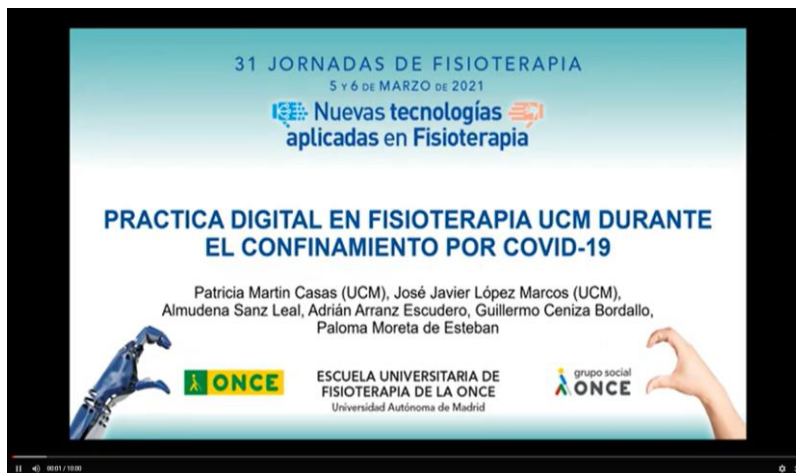 31 JORNADAS DE FISIOTERAPIA
5 Y 6 DE MARZO DE 2021
Nuevas tecnologías
aplicadas en Fisioterapia
PRACTICA DIGITAL EN FISIOTERAPIA UCM DURANTE
EL CONFINAMIENTO POR COVID-19
Patricia Martin Casas (UCM), José Javier López Marcos (UCM),
Almudena Sanz Leal, Adrián Arranz Escudero, Guillermo Ceniza Bordallo,
Paloma Moreta de Esteban
ONCE
ESCUELA UNIVERSITARIA DE
FISIOTERAPIA DE LA ONCE
Universidad Autónoma de Madrid
grupo social
ONCE
00:01 / 10:00